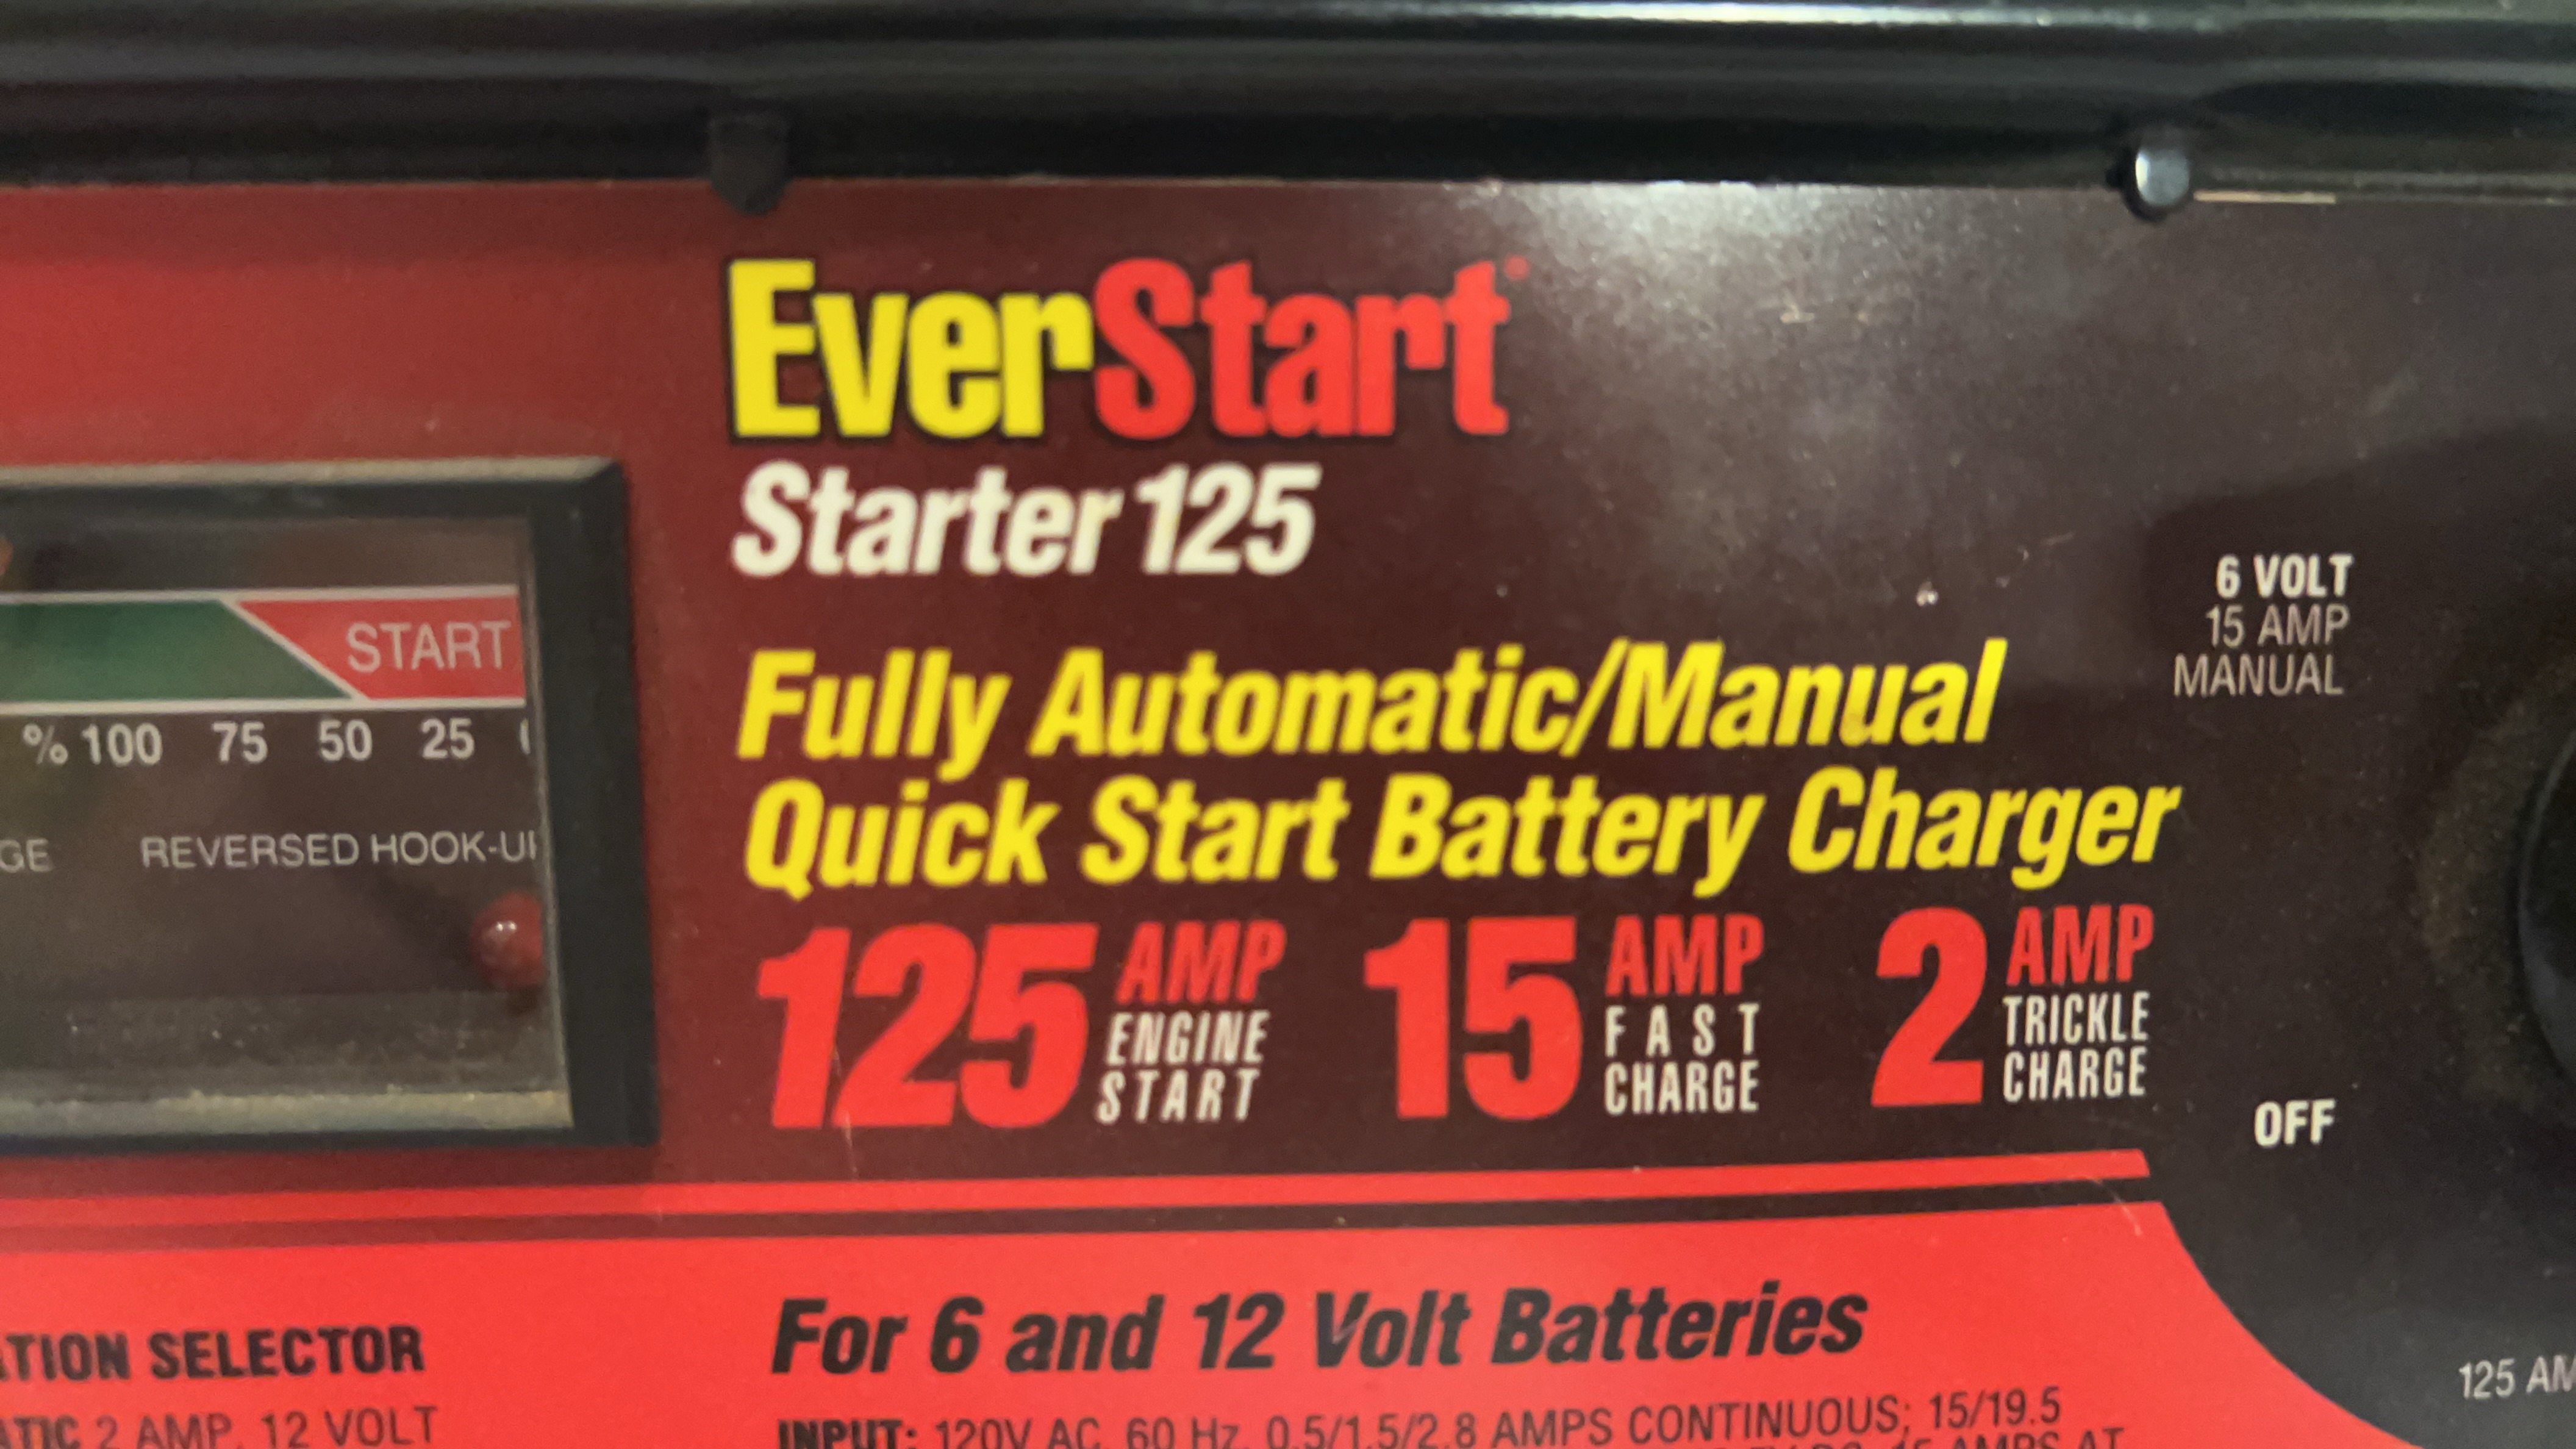 EverStart
Starter 125
Fully Automatic/Manual
Quick Start Battery Charger
125 AMP
ENGINE
START
15 AMP
FAST
CHARGE
2 AMP
TRICKLE
CHARGE
START
% 100 75 50 25
REVERSED HOOK-U
6 VOLT
15 AMP
MANUAL
OFF
125 AM
SELECTOR
2 AMP, 12 VOLT
For 6 and 12 Volt Batteries
INPUT: 120V AC, 60 Hz, 0.5/1.5/2.8 AMPS CONTINUOUS; 15/19.5